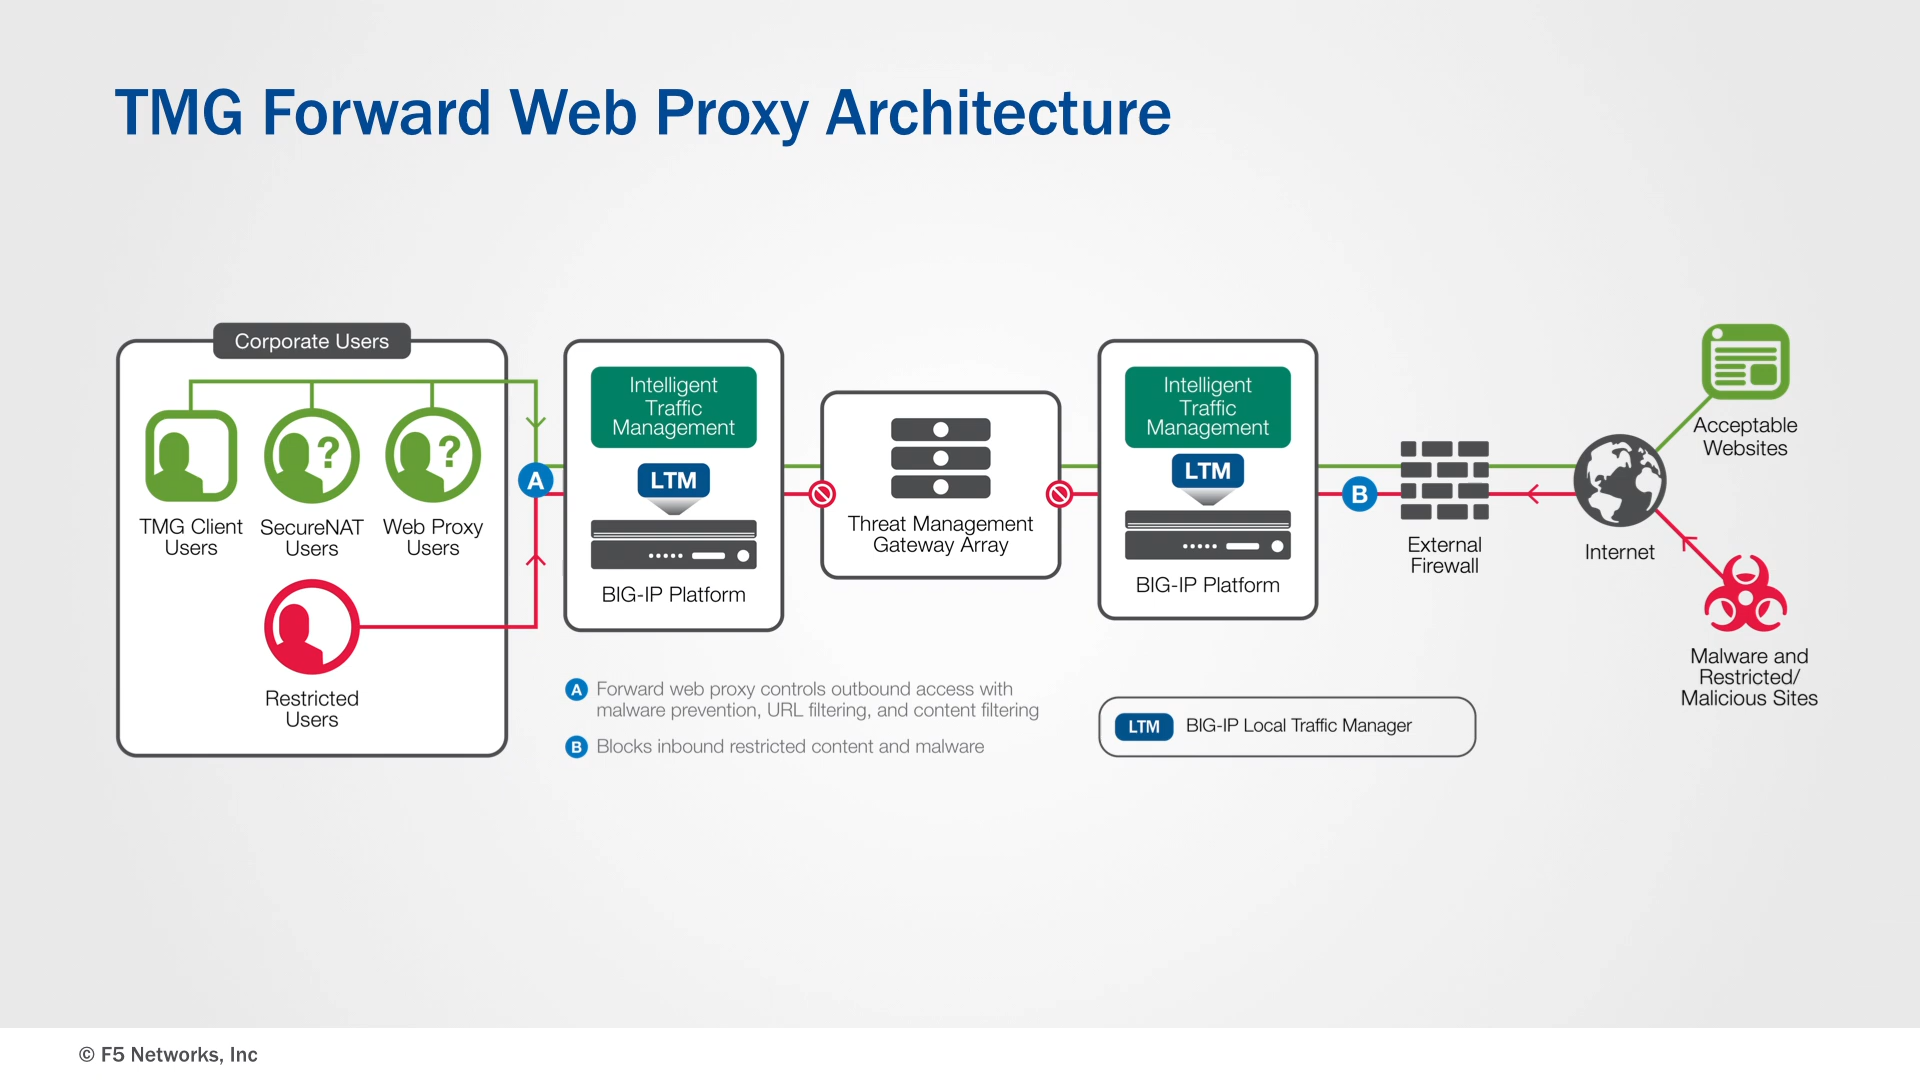 TMG Forward Web Proxy Architecture
Corporate Users
TMG Client
Users
SecureNAT
Users
Web Proxy
Users
?
?
Restricted
Users
A
Intelligent
Traffic
Management
LTM
BIG-IP Platform
Threat Management
Gateway Array
Intelligent
Traffic
Management
LTM
BIG-IP Platform
B
External
Firewall
Internet
Acceptable
Websites
Malware and
Restricted/
Malicious Sites
A Forward web proxy controls outbound access with
malware prevention, URL filtering, and content filtering
B Blocks inbound restricted content and malware
LTM BIG-IP Local Traffic Manager
© F5 Networks, Inc